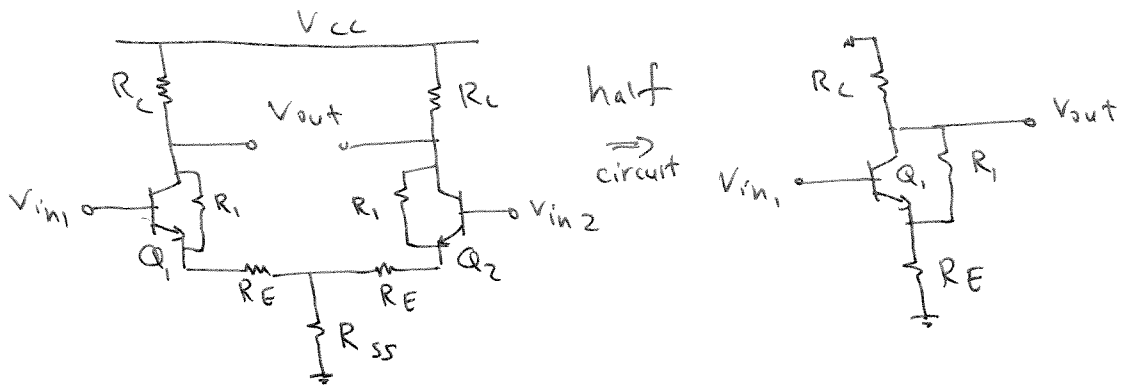 Vcc
Rc
Rc
Vout
half
⇒
circuit
Rc
Vout
Vin1
R1
R1
Vin2
Vin1
Q1
R1
Q1
Q2
RE
RE
RE
Rss